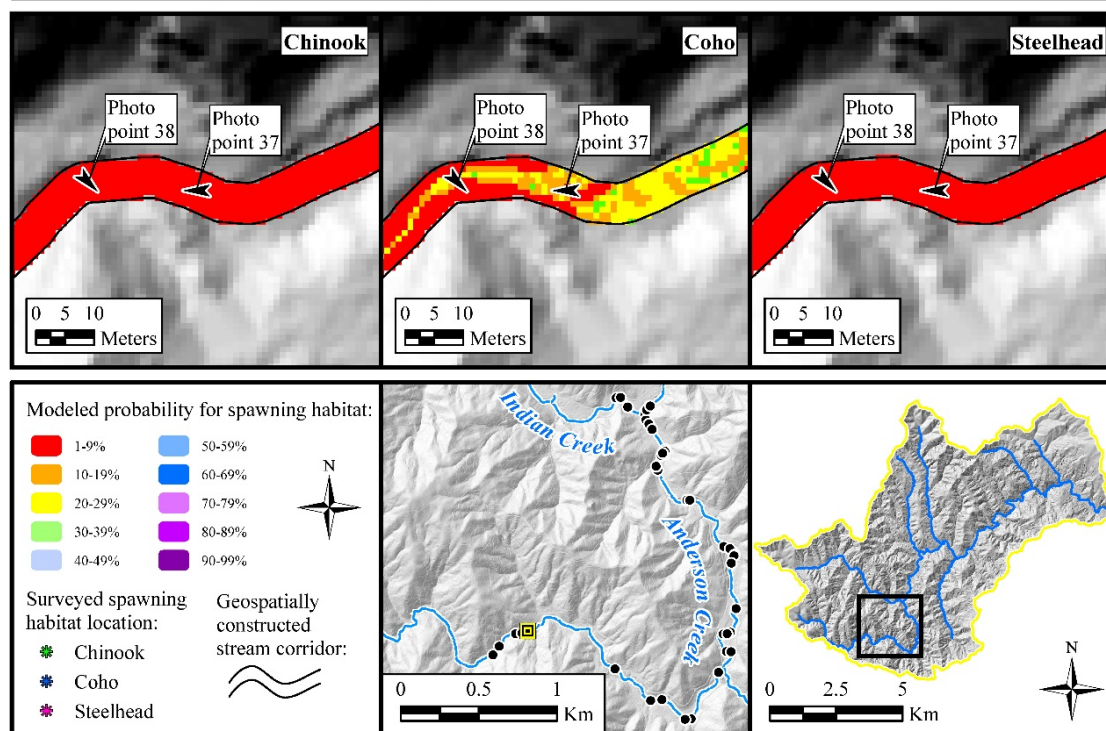 Chinook
Photo
point 38
Photo
point 37
0 5 10
Meters
Coho
Photo
point 38
Photo
point 37
0 5 10
Meters
Steelhead
Photo
point 38
Photo
point 37
0 5 10
Meters
Modeled probability for spawning habitat:
1-9%
10-19%
20-29%
30-39%
40-49%
50-59%
60-69%
70-79%
80-89%
90-99%
N
Surveyed spawning
habitat location:
Chinook
Coho
Steelhead
Geospatially
constructed
stream corridor:
Indian Creek
Anderson Creek
0 0.5 1
Km
0 2.5 5
Km
N